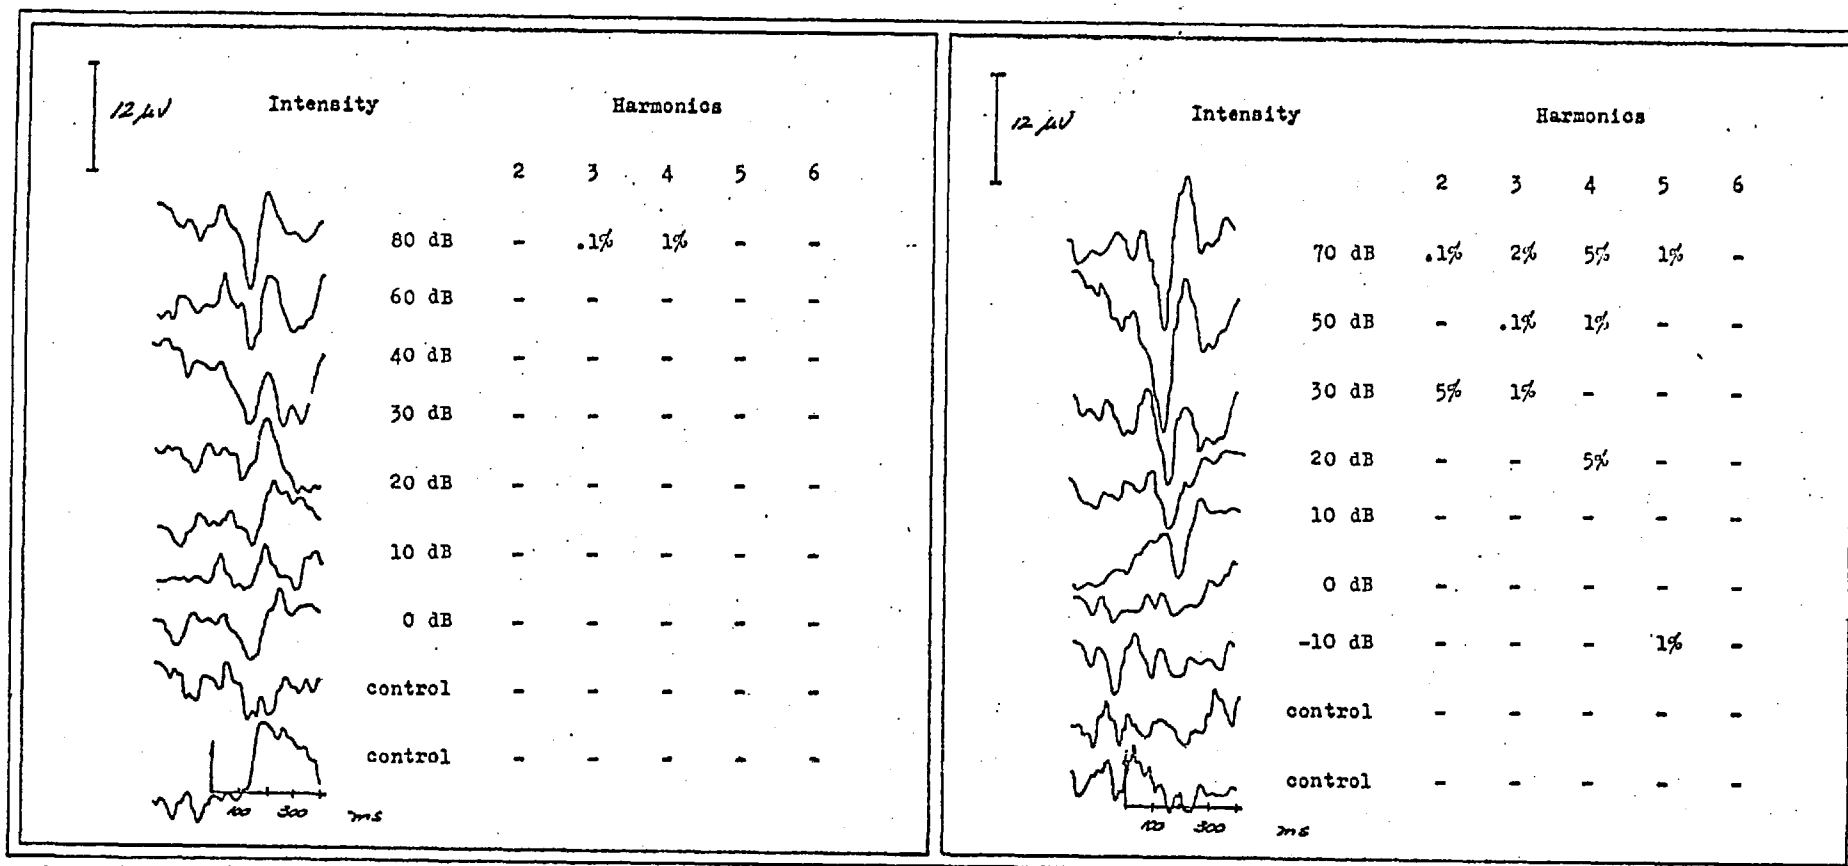 12 μV Intensity Harmonics
2 3 4 5 6
80 dB - .1% 1% - -
60 dB - - - - -
40 dB - - - - -
30 dB - - - - -
20 dB - - - - -
10 dB - - - - -
0 dB - - - - -
control - - - - -
control - - - - -
100 300 ms
12 μV Intensity Harmonics
2 3 4 5 6
70 dB .1% 2% 5% 1% -
50 dB - .1% 1% - -
30 dB 5% 1% - - -
20 dB - - 5% - -
10 dB - - - - -
0 dB - - - - -
-10 dB - - - 1% -
control - - - - -
control - - - - -
100 300 ms